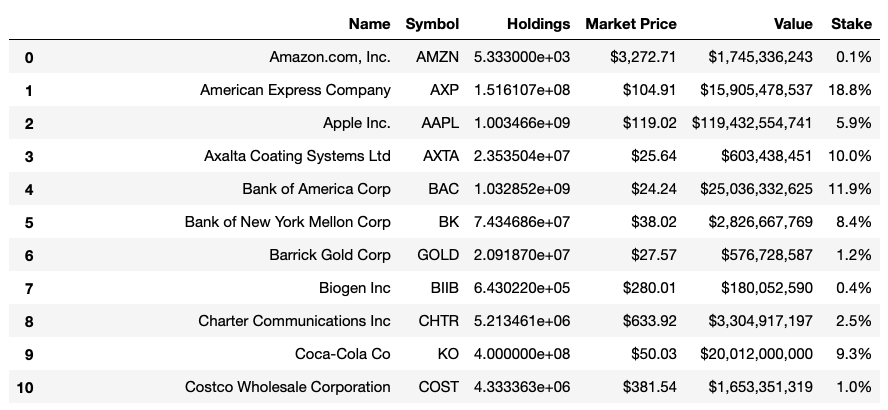 Name Symbol Holdings Market Price Value Stake
0 Amazon.com, Inc. AMZN 5.333000e+03 $3,272.71 $1,745,336,243 0.1%
1 American Express Company AXP 1.516107e+08 $104.91 $15,905,478,537 18.8%
2 Apple Inc. AAPL 1.003466e+09 $119.02 $119,432,554,741 5.9%
3 Axalta Coating Systems Ltd AXTA 2.353504e+07 $25.64 $603,438,451 10.0%
4 Bank of America Corp BAC 1.032852e+09 $24.24 $25,036,332,625 11.9%
5 Bank of New York Mellon Corp BK 7.434686e+07 $38.02 $2,826,667,769 8.4%
6 Barrick Gold Corp GOLD 2.091870e+07 $27.57 $576,728,587 1.2%
7 Biogen Inc BIIB 6.430220e+05 $280.01 $180,052,590 0.4%
8 Charter Communications Inc CHTR 5.213461e+06 $633.92 $3,304,917,197 2.5%
9 Coca-Cola Co KO 4.000000e+08 $50.03 $20,012,000,000 9.3%
10 Costco Wholesale Corporation COST 4.333363e+06 $381.54 $1,653,351,319 1.0%